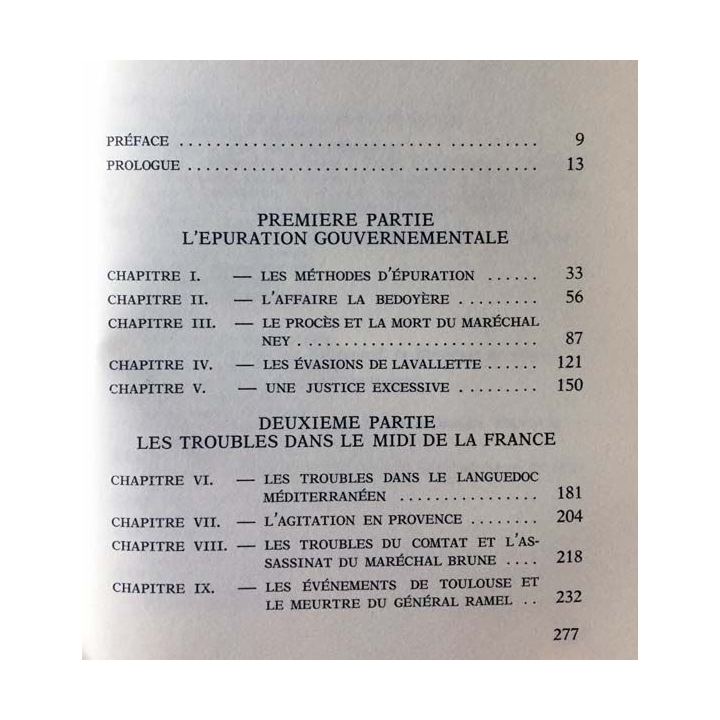 PRÉFACE ............................ .......... 9
PROLOGUE ........................ .............. 13
PREMIERE PARTIE
L'EPURATION GOUVERNEMENTALE
CHAPITRE I. — LES MÉTHODES D'ÉPURATION ...... 33
CHAPITRE II. — L'AFFAIRE LA BEDOYÈRE ......... 56
CHAPITRE III. — LE PROCÈS ET LA MORT DU MARÉCHAL
NEY .......................... 87
CHAPITRE IV. — LES ÉVASIONS DE LAVALLETTE ...... 121
CHAPITRE V. — UNE JUSTICE EXCESSIVE ......... 150
DEUXIEME PARTIE
LES TROUBLES DANS LE MIDI DE LA FRANCE
CHAPITRE VI. — LES TROUBLES DANS LE LANGUEDOC
MÉDITERRANÉEN ............... 181
CHAPITRE VII. — L'AGITATION EN PROVENCE ........ 204
CHAPITRE VIII. — LES TROUBLES DU COMTAT ET L'AS-
SASSINAT DU MARÉCHAL BRUNE .... 218
CHAPITRE IX. — LES ÉVÉNEMENTS DE TOULOUSE ET
LE MEURTRE DU GÉNÉRAL RAMEL .. 232
277